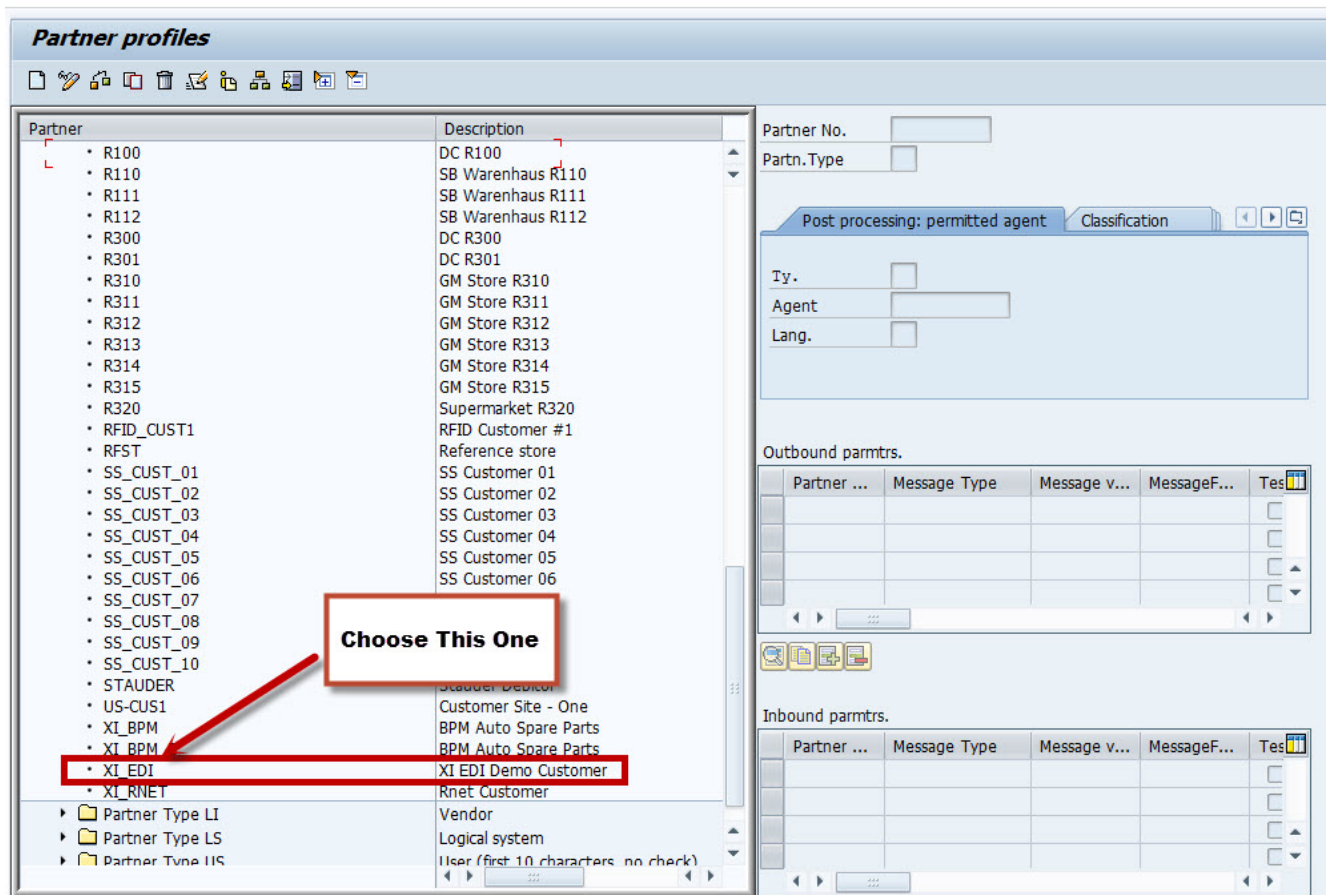 Partner profiles
Partner Description
R100 DC R100
R110 SB Warenhaus R110
R111 SB Warenhaus R111
R112 SB Warenhaus R112
R300 DC R300
R301 DC R301
R310 GM Store R310
R311 GM Store R311
R312 GM Store R312
R313 GM Store R313
R314 GM Store R314
R315 GM Store R315
R320 Supermarket R320
RFID_CUST1 RFID Customer #1
RFST Reference store
SS_CUST_01 SS Customer 01
SS_CUST_02 SS Customer 02
SS_CUST_03 SS Customer 03
SS_CUST_04 SS Customer 04
SS_CUST_05 SS Customer 05
SS_CUST_06 SS Customer 06
SS_CUST_07
SS_CUST_08
SS_CUST_09
SS_CUST_10
Choose This One
STAUDER Stauder Debitor
US-CUS1 Customer Site - One
XI_BPM BPM Auto Spare Parts
XI_BPM BPM Auto Spare Parts
XI_EDI XI EDI Demo Customer
XI_RNET Rnet Customer
Partner Type LI Vendor
Partner Type LS Logical system
Partner Type US User (first 10 characters, no check)
Partner No.
Partn.Type
Post processing: permitted agent Classification
Ty.
Agent
Lang.
Outbound parmtrs.
Partner ... Message Type Message v... MessageF... Tes
Inbound parmtrs.
Partner ... Message Type Message v... MessageF... Tes